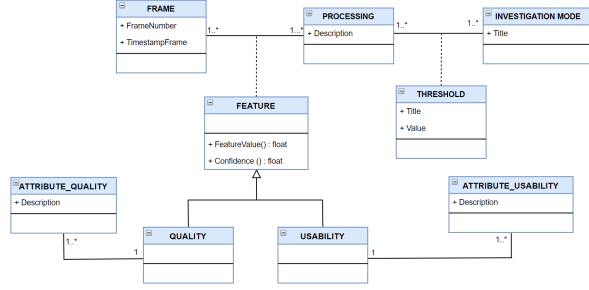 FRAME
+ FrameNumber
+ TimestampFrame
1..*
1...*
PROCESSING
+ Description
1..*
1..*
INVESTIGATION MODE
+ Title
THRESHOLD
+ Title
+ Value
FEATURE
+ FeatureValue() : float
+ Confidence () : float
ATTRIBUTE_QUALITY
+ Description
1..*
1
QUALITY
USABILITY
1
1..*
ATTRIBUTE_USABILITY
+ Description